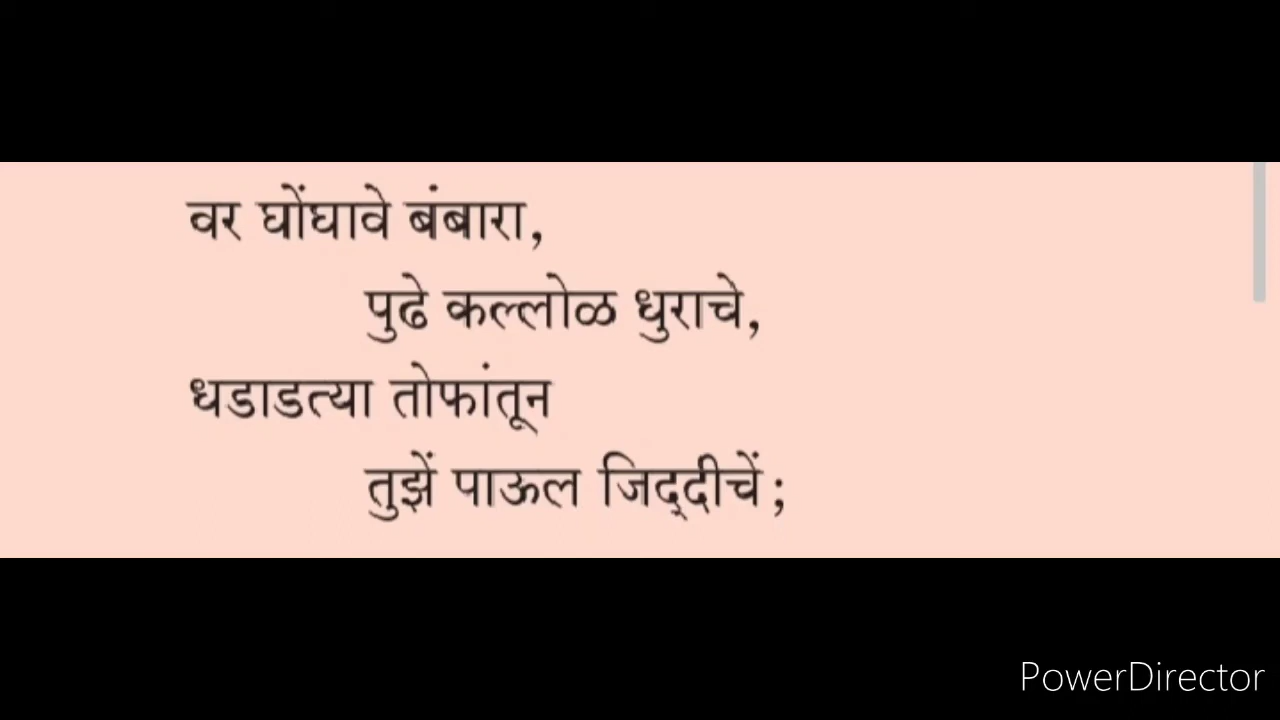 वर घोंघावे बंबारा,
पुढे कल्लोळ धुराचे,
धडाडत्या तोफांतून
तुझें पाऊल जिद्‌दीचें;
PowerDirector